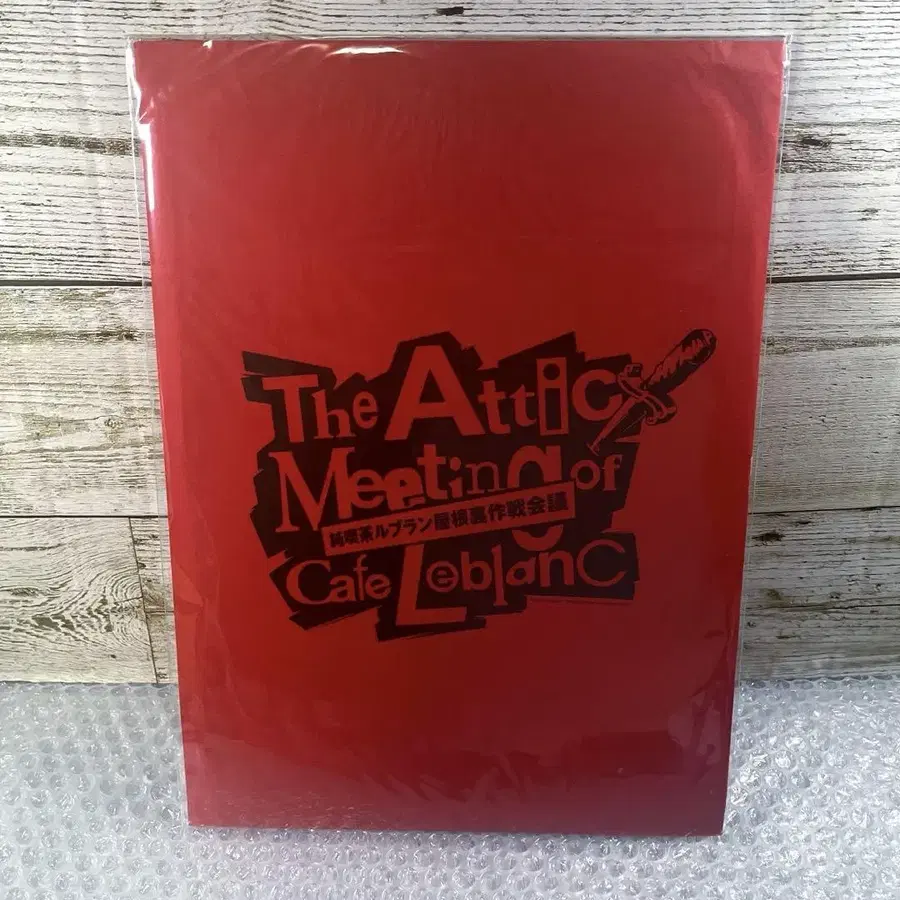 The Attic
Meeting of
純喫茶ルブラン屋根裏作戦会議
Cafe Leblanc